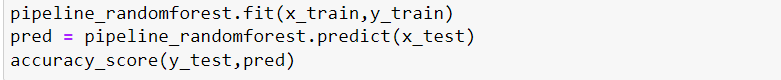 pipeline_randomforest.fit(x_train,y_train)
pred = pipeline_randomforest.predict(x_test)
accuracy_score(y_test,pred)